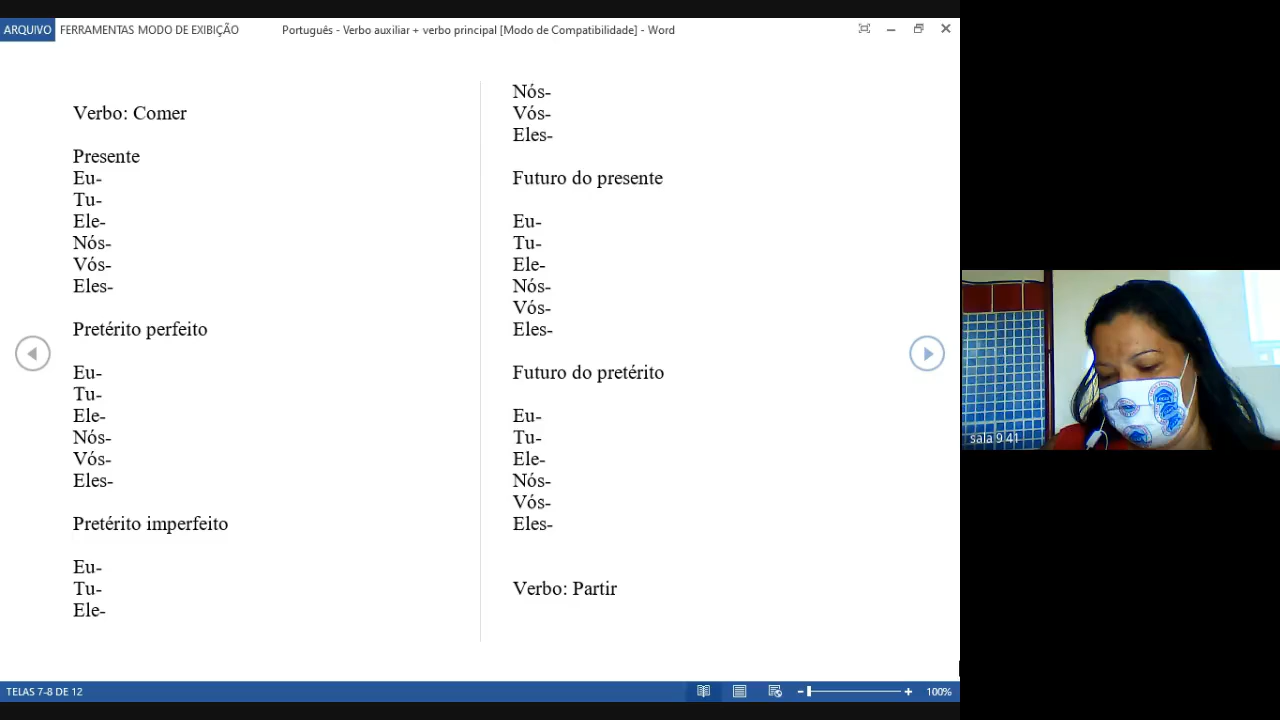 ARQUIVO FERRAMENTAS MODO DE EXIBIÇÃO Português - Verbo auxiliar + verbo principal [Modo de Compatibilidade] - Word
Verbo: Comer
Presente
Eu-
Tu-
Ele-
Nós-
Vós-
Eles-
Pretérito perfeito
Eu-
Tu-
Ele-
Nós-
Vós-
Eles-
Pretérito imperfeito
Eu-
Tu-
Ele-
Nós-
Vós-
Eles-
Futuro do presente
Eu-
Tu-
Ele-
Nós-
Vós-
Eles-
Futuro do pretérito
Eu-
Tu-
Ele-
Nós-
Vós-
Eles-
Verbo: Partir
sala 9 41
TELAS 7-8 DE 12
100%